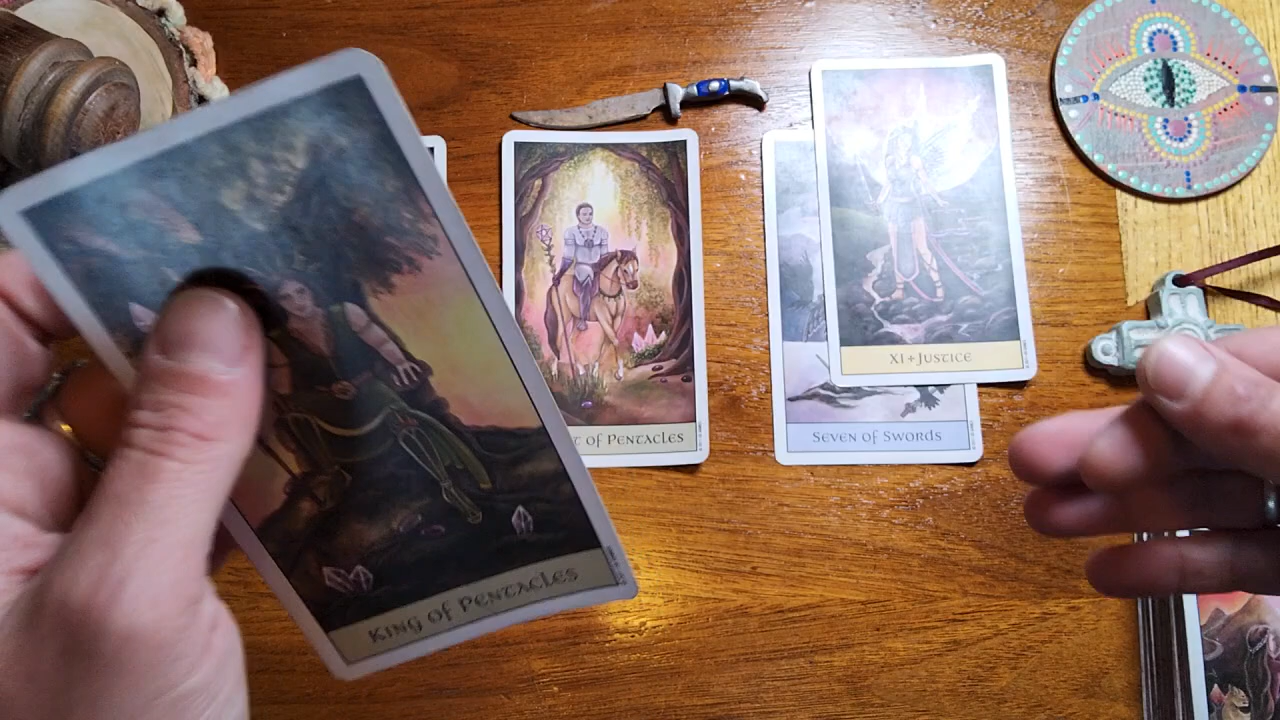 XI + JUSTICE
T OF PENTACLES
SEVEN OF SWORDS
KING OF PENTACLES